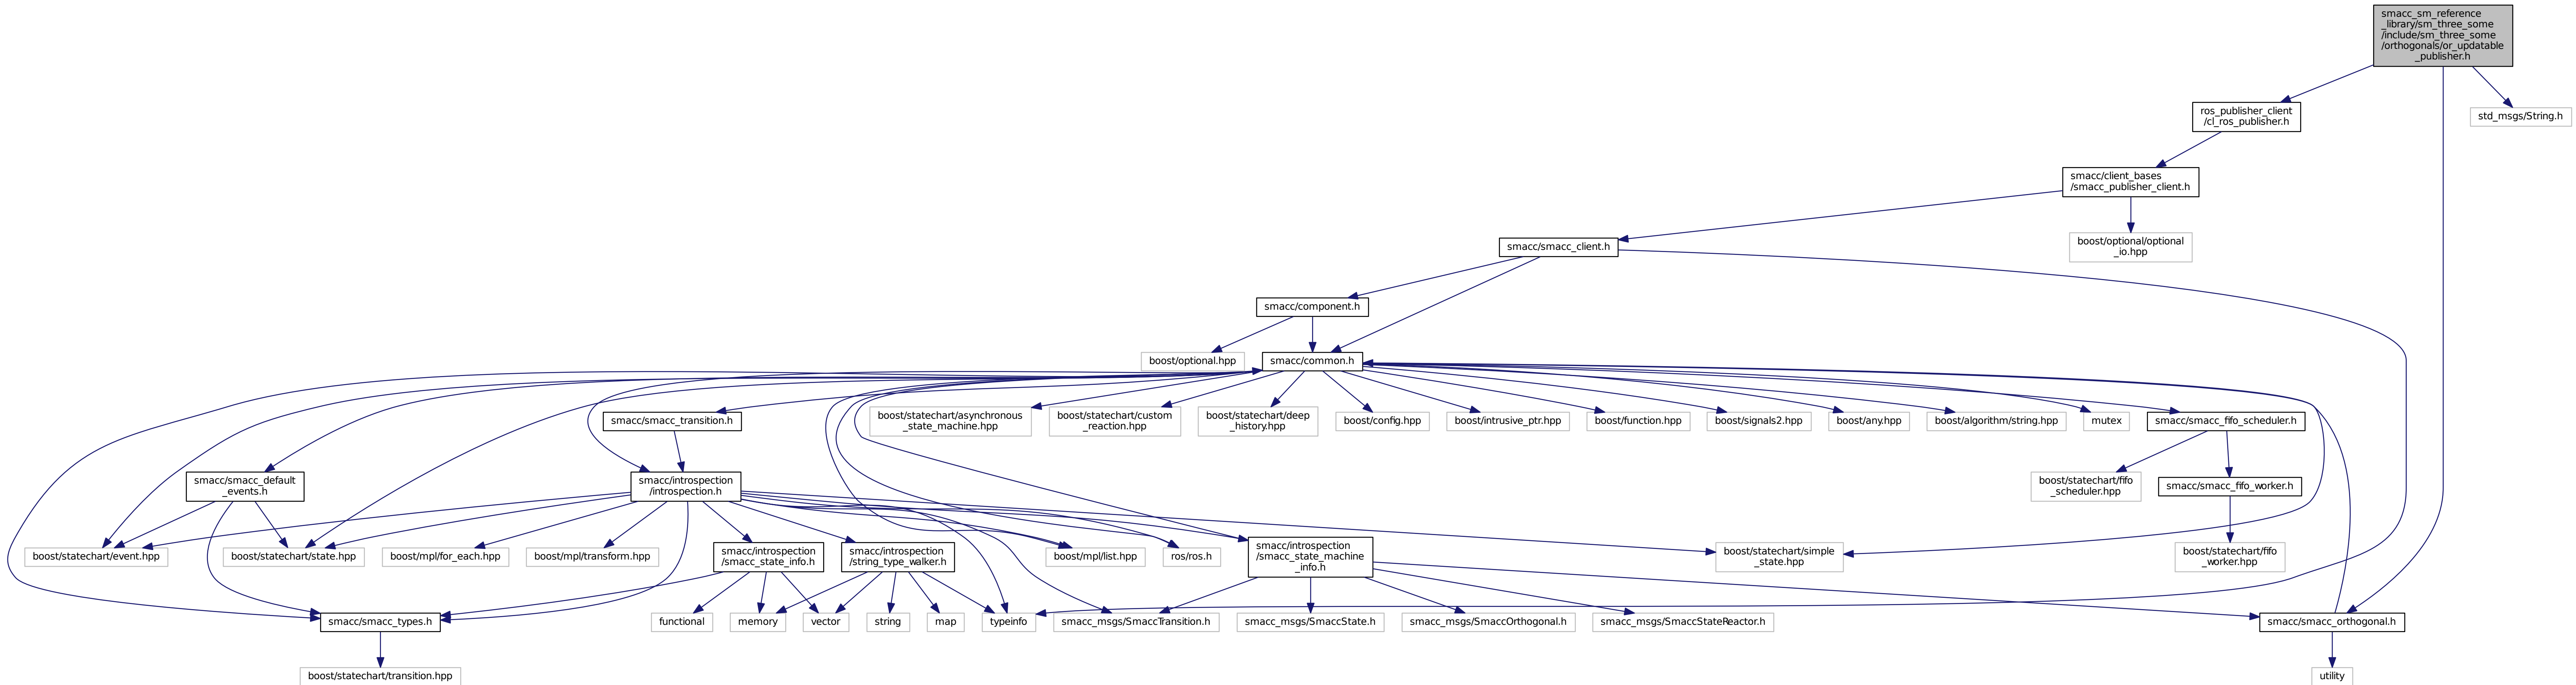 smacc_sm_reference
_library/sm_three_some
/include/sm_three_some
/orthogonals/or_updatable
_publisher.h
ros_publisher_client
/cl_ros_publisher.h
std_msgs/String.h
smacc/client_bases
/smacc_publisher_client.h
smacc/smacc_client.h
boost/optional/optional
_io.hpp
smacc/component.h
boost/optional.hpp
smacc/common.h
smacc/smacc_transition.h
boost/statechart/asynchronous
_state_machine.hpp
boost/statechart/custom
_reaction.hpp
boost/statechart/deep
_history.hpp
boost/config.hpp
boost/intrusive_ptr.hpp
boost/function.hpp
boost/signals2.hpp
boost/any.hpp
boost/algorithm/string.hpp
mutex
smacc/smacc_fifo_scheduler.h
smacc/smacc_default
_events.h
smacc/introspection
/introspection.h
boost/statechart/fifo
_scheduler.hpp
smacc/smacc_fifo_worker.h
boost/statechart/event.hpp
boost/statechart/state.hpp
boost/mpl/for_each.hpp
boost/mpl/transform.hpp
smacc/introspection
/smacc_state_info.h
smacc/introspection
/string_type_walker.h
boost/mpl/list.hpp
ros/ros.h
smacc/introspection
/smacc_state_machine
_info.h
boost/statechart/simple
_state.hpp
boost/statechart/fifo
_worker.hpp
smacc/smacc_types.h
functional
memory
vector
string
map
typeinfo
smacc_msgs/SmaccTransition.h
smacc_msgs/SmaccState.h
smacc_msgs/SmaccOrthogonal.h
smacc_msgs/SmaccStateReactor.h
smacc/smacc_orthogonal.h
boost/statechart/transition.hpp
utility